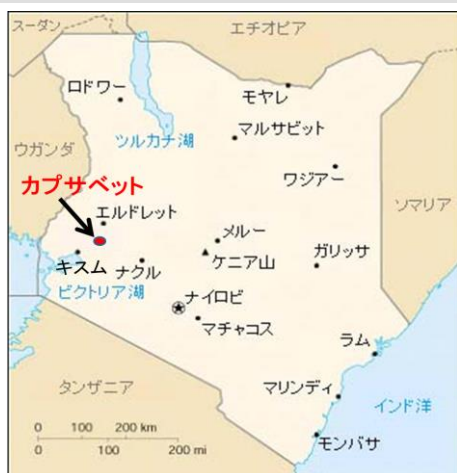 スーダン
エチオピア
ロドワー
モヤレ
マルサビット
ツルカナ湖
ウガンダ
ワジアー
カプサベット
ソマリア
エルドレット
メルー
キスム
ナクル
ケニア山
ガリッサ
ビクトリア湖
ナイロビ
マチャコス
ラム
タンザニア
マリンディ
インド洋
0 100 200 km
0 100 200 mi
モンバサ